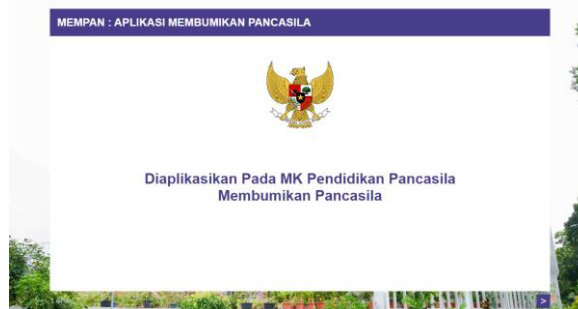 MEMPAN : APLIKASI MEMBUMIKAN PANCASILA
Diaplikasikan Pada MK Pendidikan Pancasila
Membumikan Pancasila
>